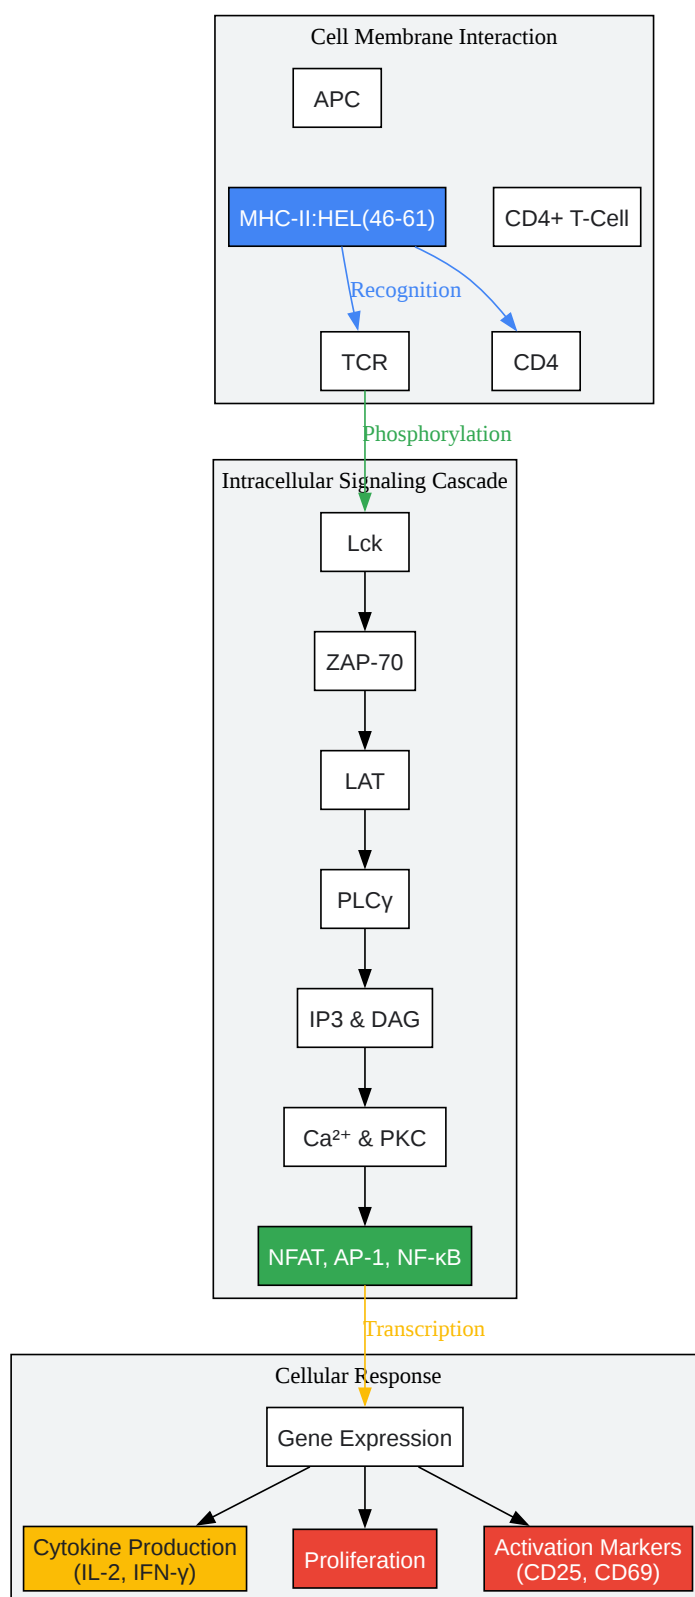 Cell Membrane Interaction
APC
MHC-II:HEL(46-61)
CD4+ T-Cell
Recognition
TCR
CD4
Phosphorylation
Intracellular Signaling Cascade
Lck
ZAP-70
LAT
PLCγ
IP3 & DAG
Ca²⁺ & PKC
NFAT, AP-1, NF-κB
Transcription
Cellular Response
Gene Expression
Cytokine Production
(IL-2, IFN-γ)
Proliferation
Activation Markers
(CD25, CD69)